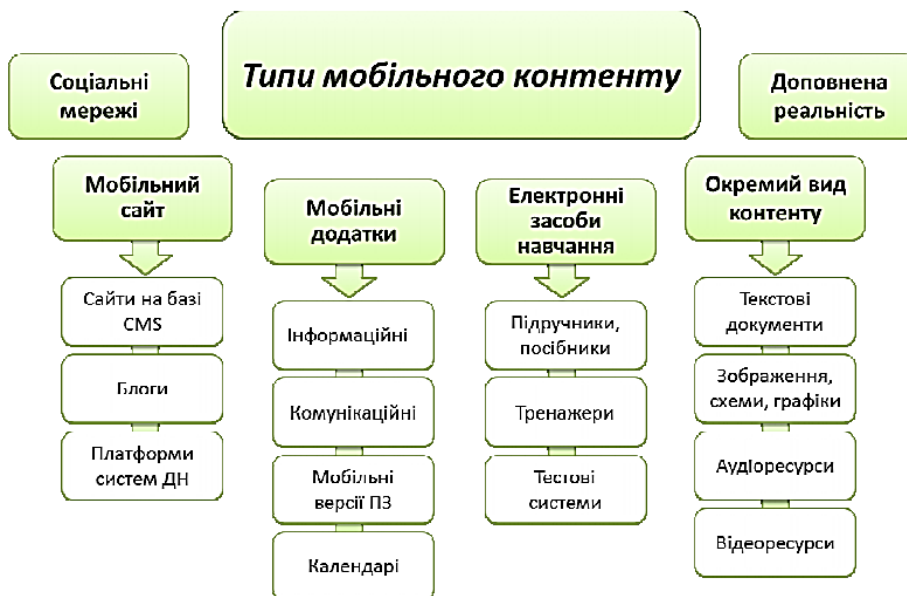 Типи мобільного контенту
Соціальні
мережі
Доповнена
реальність
Мобільний
сайт
Сайти на базі
CMS
Блоги
Платформи
систем ДН
Мобільні
додатки
Інформаційні
Комунікаційні
Мобільні
версії ПЗ
Календарі
Електронні
засоби
навчання
Підручники,
посібники
Тренажери
Тестові
системи
Окремий вид
контенту
Текстові
документи
Зображення,
схеми, графіки
Аудіоресурси
Відеоресурси